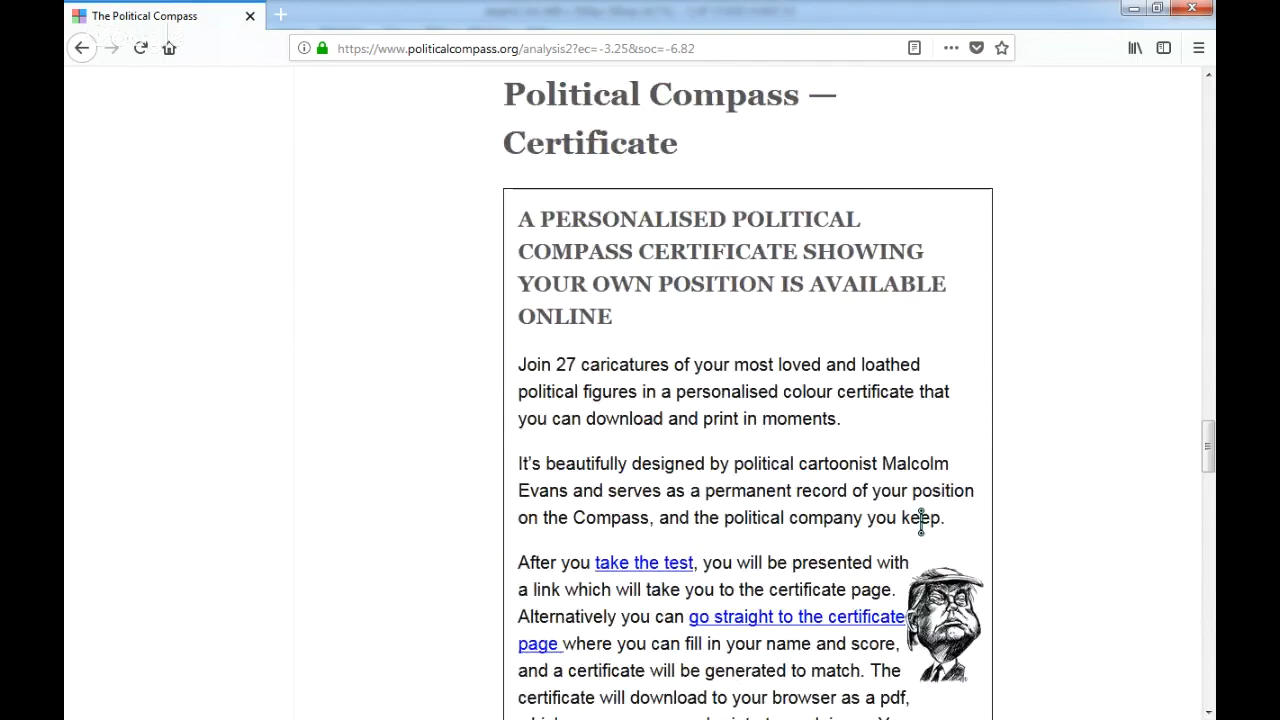 The Political Compass
https://www.politicalcompass.org/analysis2?ec=-3.25&soc=-6.82
Political Compass —
Certificate
A PERSONALISED POLITICAL
COMPASS CERTIFICATE SHOWING
YOUR OWN POSITION IS AVAILABLE
ONLINE
Join 27 caricatures of your most loved and loathed
political figures in a personalised colour certificate that
you can download and print in moments.
It’s beautifully designed by political cartoonist Malcolm
Evans and serves as a permanent record of your position
on the Compass, and the political company you keep.
After you take the test, you will be presented with
a link which will take you to the certificate page.
Alternatively you can go straight to the certificate
page where you can fill in your name and score,
and a certificate will be generated to match. The
certificate will download to your browser as a pdf,